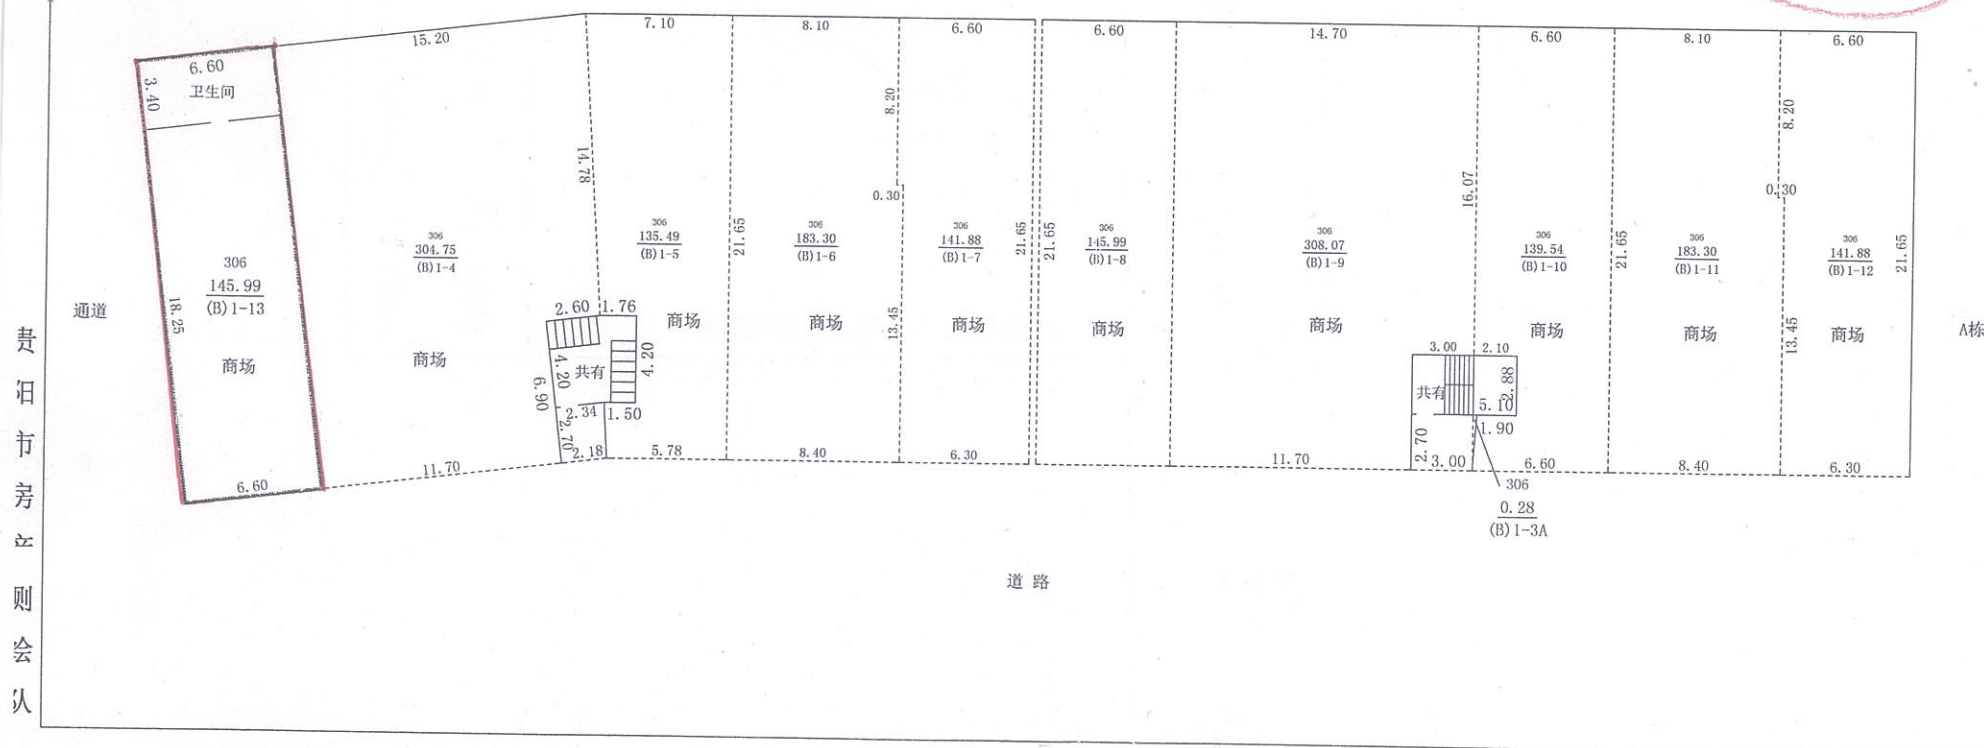 15.20
7.10
8.10
6.60
6.60
14.70
6.60
8.10
6.60
6.60
3.40
卫生间
8.20
8.20
14.78
0.30
16.07
0.30
306
145.99
(B)1-13
商场
18.25
6.60
306
304.75
(B)1-4
商场
11.70
306
135.49
(B)1-5
商场
21.65
5.78
306
183.30
(B)1-6
商场
13.45
8.40
306
141.88
(B)1-7
商场
21.65
6.30
21.65
306
145.99
(B)1-8
商场
306
308.07
(B)1-9
商场
11.70
306
139.54
(B)1-10
商场
21.65
6.60
306
183.30
(B)1-11
商场
13.45
8.40
306
141.88
(B)1-12
商场
21.65
6.30
2.60
1.76
4.20
共有
4.20
6.90
2.34
1.50
2.70
2.18
3.00
2.10
共有
2.88
5.10
1.90
2.70
3.00
306
0.28
(B)1-3A
通道
A栋
道 路
贵
阳
市
房
产
测
绘
队